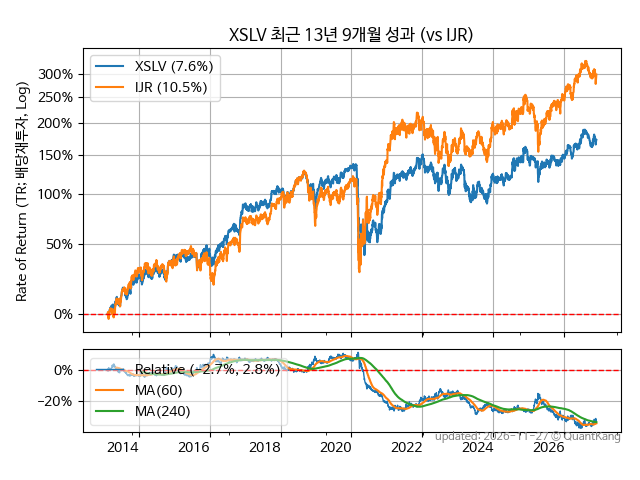 XSLV 최근 13년 9개월 성과 (vs IJR)
Rate of Return (TR: 배당재투자, Log)
300%
250%
200%
150%
100%
50%
0%
XSLV (7.6%)
IJR (10.5%)
0%
−20%
Relative (−2.7%, 2.8%)
MA(60)
MA(240)
2014
2016
2018
2020
2022
2024
2026
updated: 2026-11-27 © QuantKang